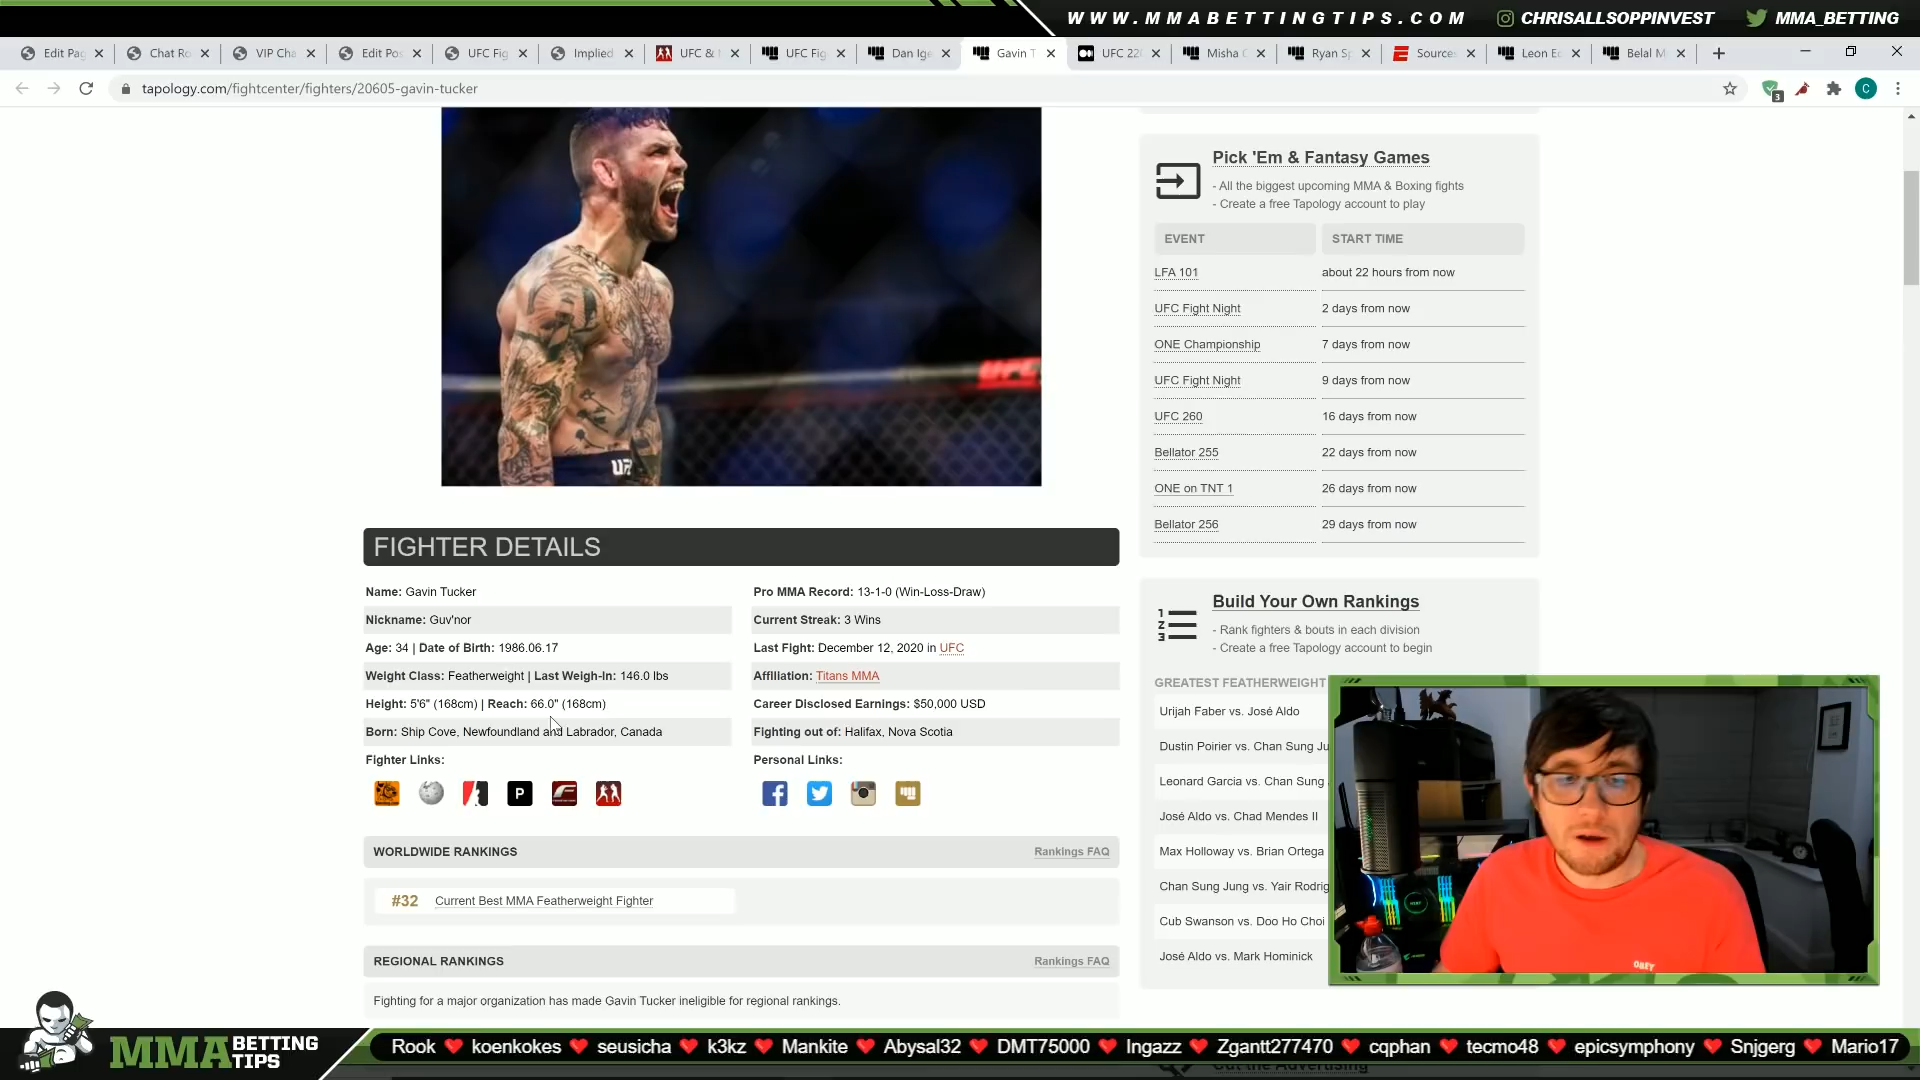 WWW.MMABETTINGTIPS.COM CHRISALLSOPPINVEST MMA_BETTING
Edit Pag Chat Ro VIP Cha Edit Pos UFC Fig Implied UFC & UFC Fig Dan Ige Gavin T UFC 220 Misha Ryan Sp Sources Leon Ed Belal M
tapology.com/fightcenter/fighters/20605-gavin-tucker
3
C
UFC
Pick 'Em & Fantasy Games
- All the biggest upcoming MMA & Boxing fights
- Create a free Tapology account to play
EVENT START TIME
LFA 101 about 22 hours from now
UFC Fight Night 2 days from now
ONE Championship 7 days from now
UFC Fight Night 9 days from now
UFC 260 16 days from now
Bellator 255 22 days from now
ONE on TNT 1 26 days from now
Bellator 256 29 days from now
FIGHTER DETAILS
Name: Gavin Tucker
Nickname: Guv'nor
Age: 34 | Date of Birth: 1986.06.17
Weight Class: Featherweight | Last Weigh-In: 146.0 lbs
Height: 5'6" (168cm) | Reach: 66.0" (168cm)
Born: Ship Cove, Newfoundland and Labrador, Canada
Fighter Links:
P
Pro MMA Record: 13-1-0 (Win-Loss-Draw)
Current Streak: 3 Wins
Last Fight: December 12, 2020 in UFC
Affiliation: Titans MMA
Career Disclosed Earnings: $50,000 USD
Fighting out of: Halifax, Nova Scotia
Personal Links:
Build Your Own Rankings
- Rank fighters & bouts in each division
- Create a free Tapology account to begin
GREATEST FEATHERWEIGHT
Urijah Faber vs. José Aldo
Dustin Poirier vs. Chan Sung Ju
Leonard Garcia vs. Chan Sung
José Aldo vs. Chad Mendes II
Max Holloway vs. Brian Ortega
Chan Sung Jung vs. Yair Rodrig
Cub Swanson vs. Doo Ho Choi
José Aldo vs. Mark Hominick
OBEY
WORLDWIDE RANKINGS Rankings FAQ
#32 Current Best MMA Featherweight Fighter
REGIONAL RANKINGS Rankings FAQ
Fighting for a major organization has made Gavin Tucker ineligible for regional rankings.
MMA BETTING TIPS
Rook koenkokes seusicha k3kz Mankite Abysal32 DMT75000 Ingazz Zgantt277470 cqphan tecmo48 epicsymphony Snjgerg Mario17